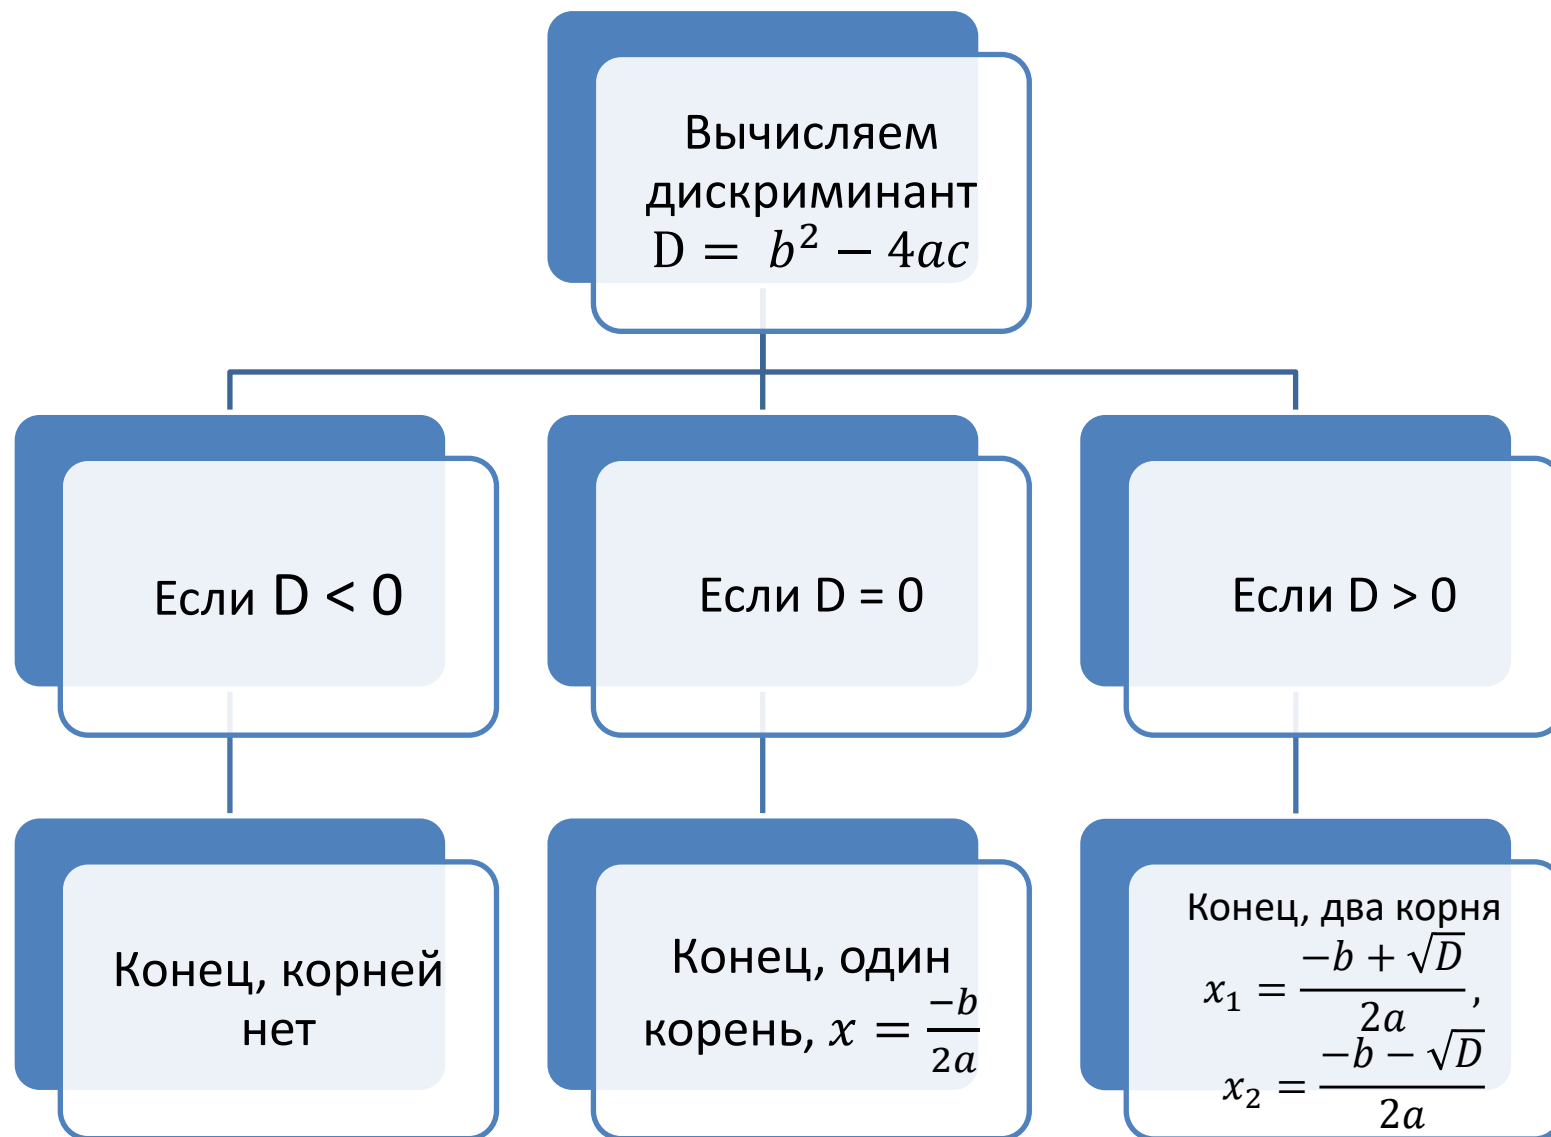 Вычисляем
дискриминант
D = b² − 4ac
Если D < 0
Если D = 0
Если D > 0
Конец, корней
нет
Конец, один
корень, x = −b/2a
Конец, два корня
x₁ = −b + √D/2a,
x₂ = −b − √D/2a